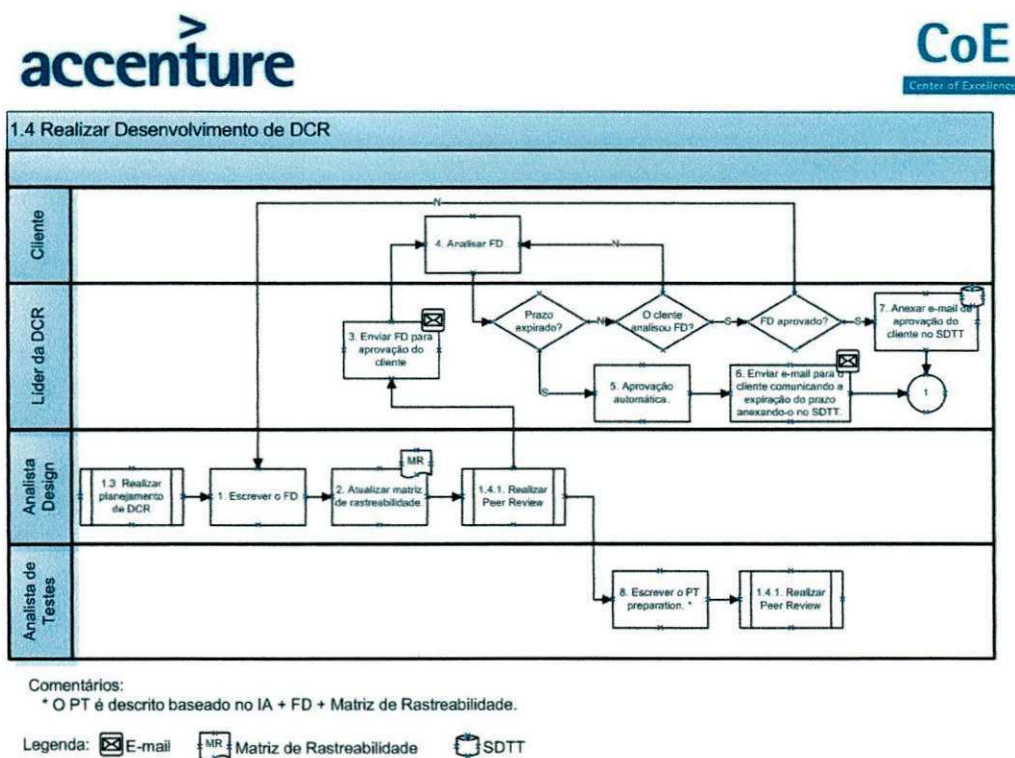 accenture
>
CoE
Center of Excellence
1.4 Realizar Desenvolvimento de DCR
Cliente
N
4. Analisar FD.
N
Líder da DCR
3. Enviar FD para
aprovação do
cliente
Prazo
expirado?
N
O cliente
analisou FD?
S
FD aprovado?
S
7. Anexar e-mail de
aprovação do
cliente no SDTT
S
5. Aprovação
automática.
6. Enviar e-mail para o
cliente comunicando a
expiração do prazo
anexando-o no SDTT.
1
Analista
Design
1.3 Realizar
planejamento
de DCR
1. Escrever o FD
MR
2. Atualizar matriz
de rastreabilidade.
1.4.1. Realizar
Peer Review
Analista de
Testes
8. Escrever o PT
preparation. *
1.4.1. Realizar
Peer Review
Comentários:
* O PT é descrito baseado no IA + FD + Matriz de Rastreabilidade.
Legenda: E-mail MR Matriz de Rastreabilidade SDTT